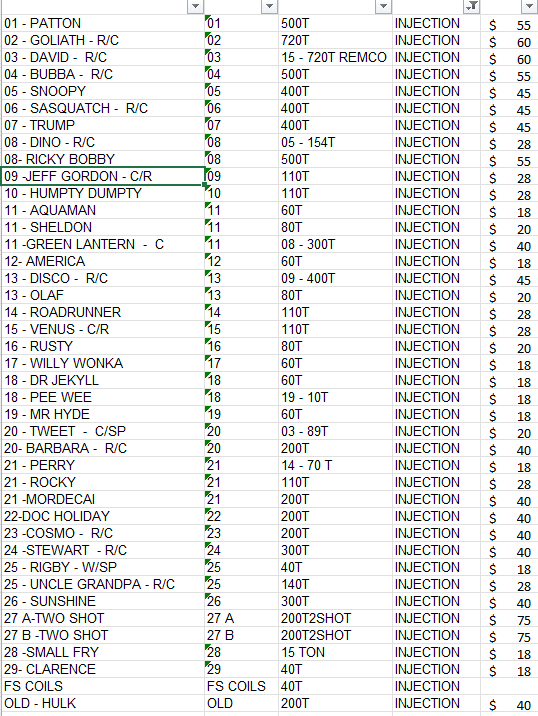 01 - PATTON 01 500T INJECTION $ 55
02 - GOLIATH - R/C 02 720T INJECTION $ 60
03 - DAVID - R/C 03 15 - 720T REMCO INJECTION $ 60
04 - BUBBA - R/C 04 500T INJECTION $ 55
05 - SNOOPY 05 400T INJECTION $ 45
06 - SASQUATCH - R/C 06 400T INJECTION $ 45
07 - TRUMP 07 400T INJECTION $ 45
08 - DINO - R/C 08 05 - 154T INJECTION $ 28
08- RICKY BOBBY 08 500T INJECTION $ 55
09 -JEFF GORDON - C/R 09 110T INJECTION $ 28
10 - HUMPTY DUMPTY 10 110T INJECTION $ 28
11 - AQUAMAN 11 60T INJECTION $ 18
11 - SHELDON 11 80T INJECTION $ 20
11 -GREEN LANTERN - C 11 08 - 300T INJECTION $ 40
12- AMERICA 12 60T INJECTION $ 18
13 - DISCO - R/C 13 09 - 400T INJECTION $ 45
13 - OLAF 13 80T INJECTION $ 20
14 - ROADRUNNER 14 110T INJECTION $ 28
15 - VENUS - C/R 15 110T INJECTION $ 28
16 - RUSTY 16 80T INJECTION $ 20
17 - WILLY WONKA 17 60T INJECTION $ 18
18 - DR JEKYLL 18 60T INJECTION $ 18
18 - PEE WEE 18 19 - 10T INJECTION $ 18
19 - MR HYDE 19 60T INJECTION $ 18
20 - TWEET - C/SP 20 03 - 89T INJECTION $ 20
20- BARBARA - R/C 20 200T INJECTION $ 40
21 - PERRY 21 14 - 70 T INJECTION $ 18
21 - ROCKY 21 110T INJECTION $ 28
21 -MORDECAI 21 200T INJECTION $ 40
22-DOC HOLIDAY 22 200T INJECTION $ 40
23 -COSMO - R/C 23 200T INJECTION $ 40
24 -STEWART - R/C 24 300T INJECTION $ 40
25 - RIGBY - W/SP 25 40T INJECTION $ 18
25 - UNCLE GRANDPA - R/C 25 140T INJECTION $ 28
26 - SUNSHINE 26 300T INJECTION $ 40
27 A-TWO SHOT 27 A 200T2SHOT INJECTION $ 75
27 B -TWO SHOT 27 B 200T2SHOT INJECTION $ 75
28 -SMALL FRY 28 15 TON INJECTION $ 18
29- CLARENCE 29 40T INJECTION $ 18
FS COILS FS COILS 40T INJECTION
OLD - HULK OLD 200T INJECTION $ 40